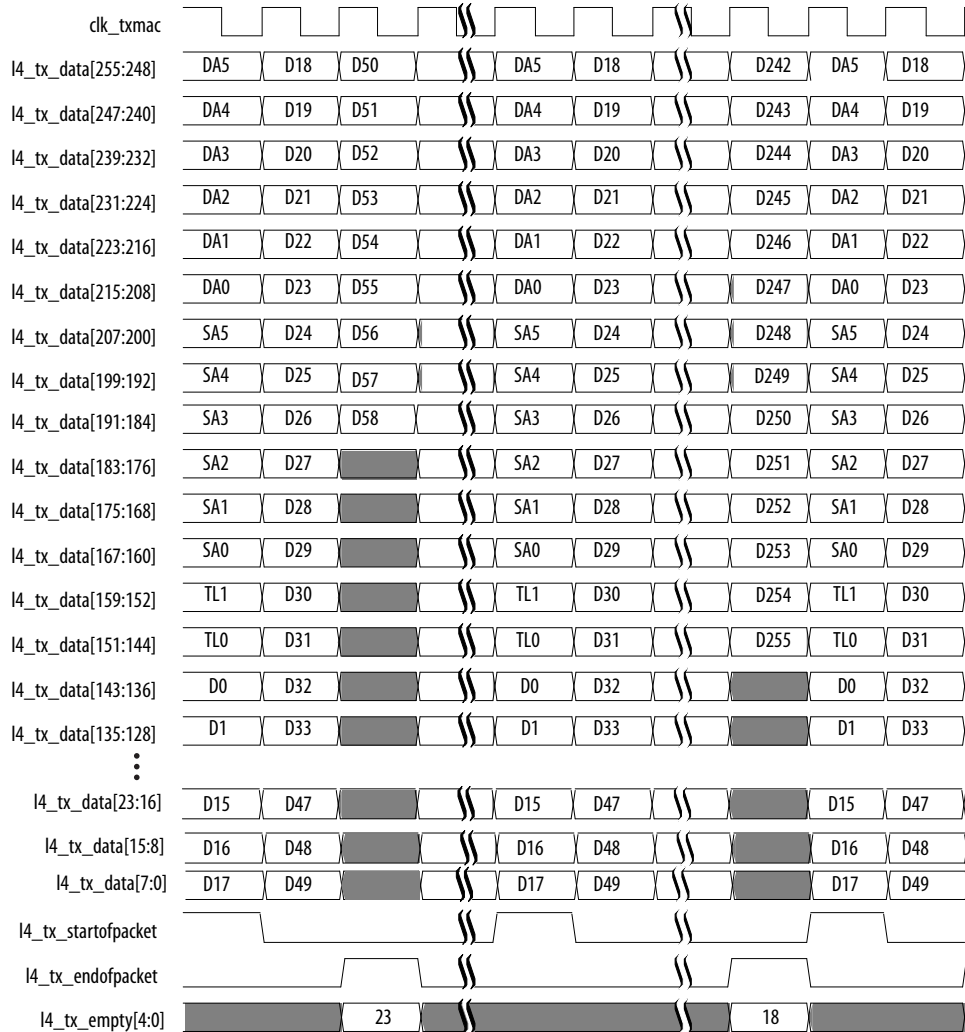 clk_txmac
l4_tx_data[255:248] DA5 D18 D50 DA5 D18 D242 DA5 D18
l4_tx_data[247:240] DA4 D19 D51 DA4 D19 D243 DA4 D19
l4_tx_data[239:232] DA3 D20 D52 DA3 D20 D244 DA3 D20
l4_tx_data[231:224] DA2 D21 D53 DA2 D21 D245 DA2 D21
l4_tx_data[223:216] DA1 D22 D54 DA1 D22 D246 DA1 D22
l4_tx_data[215:208] DA0 D23 D55 DA0 D23 D247 DA0 D23
l4_tx_data[207:200] SA5 D24 D56 SA5 D24 D248 SA5 D24
l4_tx_data[199:192] SA4 D25 D57 SA4 D25 D249 SA4 D25
l4_tx_data[191:184] SA3 D26 D58 SA3 D26 D250 SA3 D26
l4_tx_data[183:176] SA2 D27 SA2 D27 D251 SA2 D27
l4_tx_data[175:168] SA1 D28 SA1 D28 D252 SA1 D28
l4_tx_data[167:160] SA0 D29 SA0 D29 D253 SA0 D29
l4_tx_data[159:152] TL1 D30 TL1 D30 D254 TL1 D30
l4_tx_data[151:144] TL0 D31 TL0 D31 D255 TL0 D31
l4_tx_data[143:136] D0 D32 D0 D32 D0 D32
l4_tx_data[135:128] D1 D33 D1 D33 D1 D33
l4_tx_data[23:16] D15 D47 D15 D47 D15 D47
l4_tx_data[15:8] D16 D48 D16 D48 D16 D48
l4_tx_data[7:0] D17 D49 D17 D49 D17 D49
l4_tx_startofpacket
l4_tx_endofpacket
l4_tx_empty[4:0] 23 18